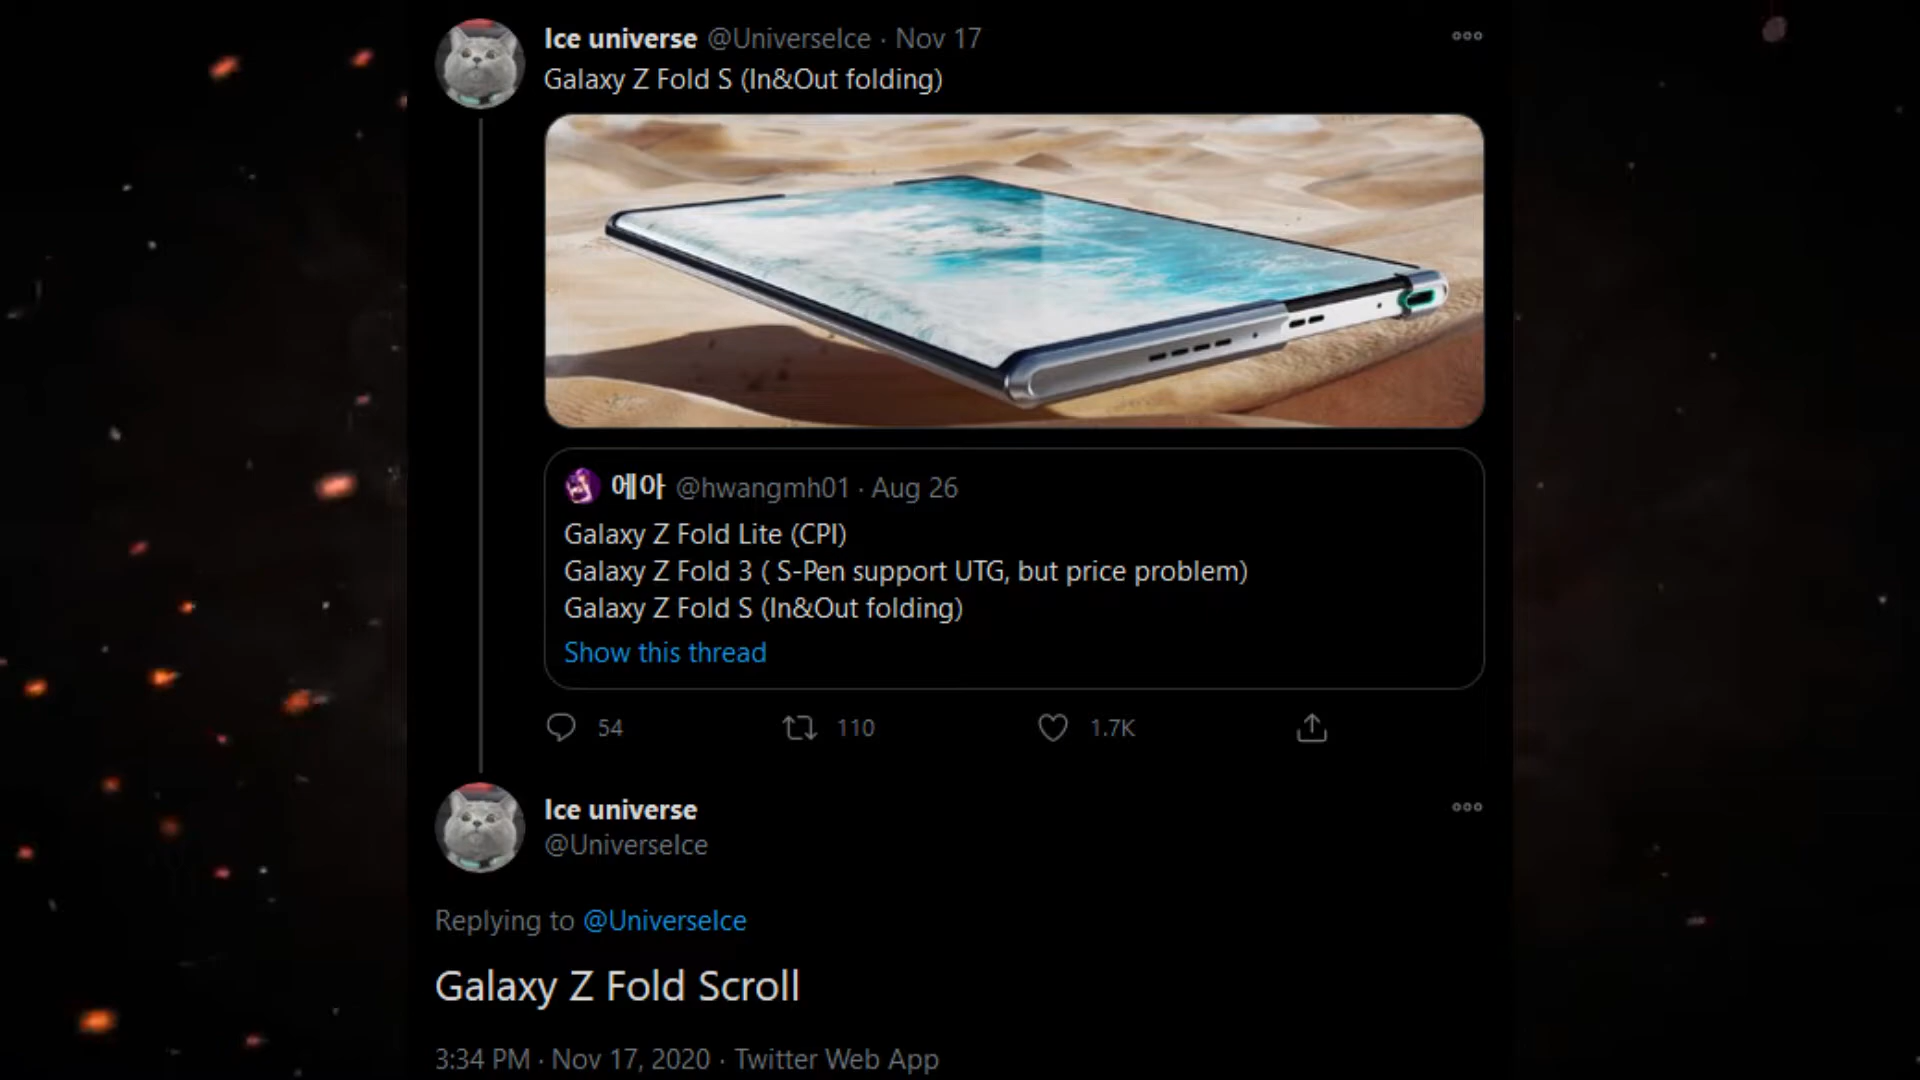 Ice universe @UniverseIce · Nov 17
Galaxy Z Fold S (In&Out folding)
에아 @hwangmh01 · Aug 26
Galaxy Z Fold Lite (CPI)
Galaxy Z Fold 3 ( S-Pen support UTG, but price problem)
Galaxy Z Fold S (In&Out folding)
Show this thread
54 110 1.7K
Ice universe
@UniverseIce
Replying to @UniverseIce
Galaxy Z Fold Scroll
3:34 PM · Nov 17, 2020 · Twitter Web App